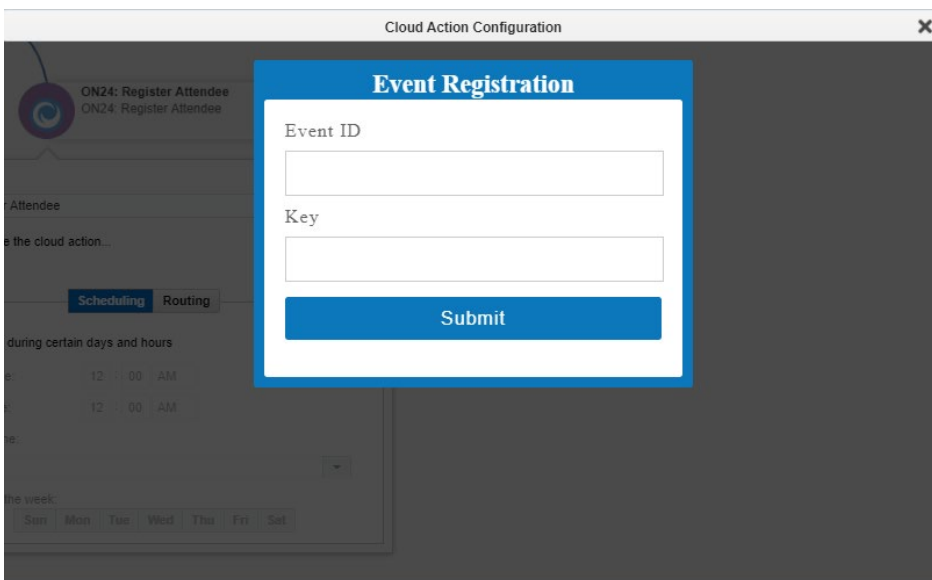 Cloud Action Configuration
ON24: Register Attendee
ON24: Register Attendee
Event Registration
Event ID
Key
Submit
Attendee
the cloud action...
Scheduling Routing
during certain days and hours
12 : 00 AM
12 : 00 AM
the week:
Sun Mon Tue Wed Thu Fri Sat